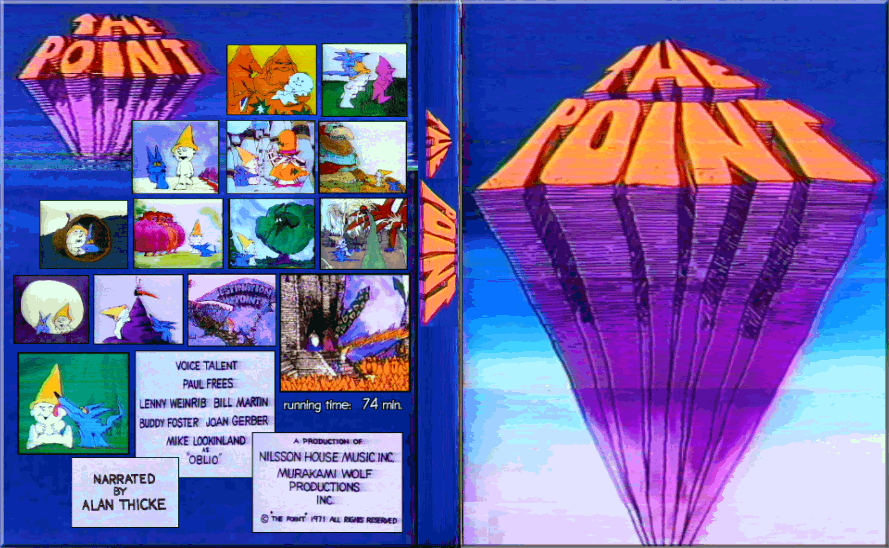 THE
POINT
DESTINATION
POINT
VOICE TALENT
PAUL FREES
LENNY WEINRIB BILL MARTIN
BUDDY FOSTER JOAN GERBER
MIKE LOOKINLAND
AS
"OBLIO"
running time: 74 min.
NARRATED
BY
ALAN THICKE
A PRODUCTION OF
NILSSON HOUSE MUSIC INC.
MURAKAMI WOLF
PRODUCTIONS
INC.
© "THE POINT" 1971 ALL RIGHTS RESERVED
THE
POINT
THE
POINT